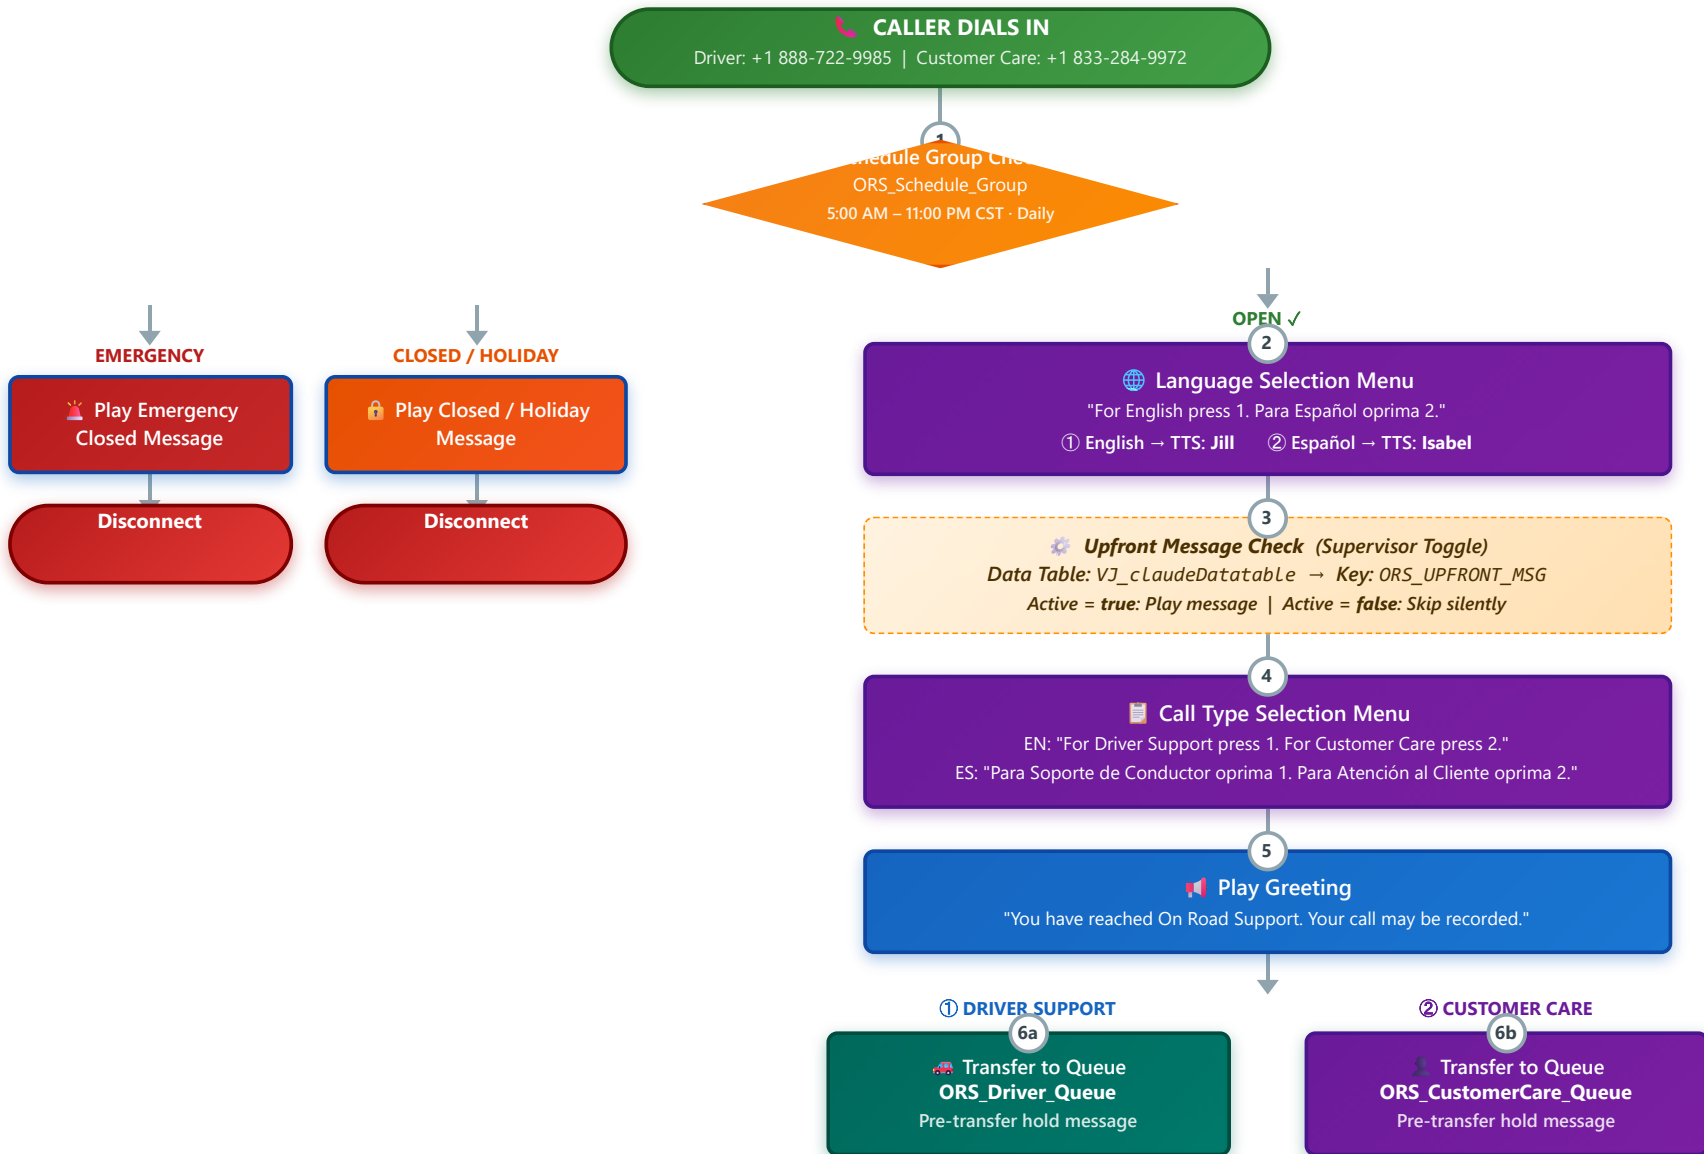 📞 CALLER DIALS IN
Driver: +1 888-722-9985 | Customer Care: +1 833-284-9972
1
Group
ORS_Schedule_Group
5:00 AM – 11:00 PM CST · Daily
EMERGENCY
🚨 Play Emergency
Closed Message
Disconnect
CLOSED / HOLIDAY
🔒 Play Closed / Holiday
Message
Disconnect
OPEN ✓
2
🌐 Language Selection Menu
"For English press 1. Para Español oprima 2."
① English → TTS: Jill ② Español → TTS: Isabel
3
⚙️ Upfront Message Check (Supervisor Toggle)
Data Table: VJ_claudeDatatable → Key: ORS_UPFRONT_MSG
Active = true: Play message | Active = false: Skip silently
4
📋 Call Type Selection Menu
EN: "For Driver Support press 1. For Customer Care press 2."
ES: "Para Soporte de Conductor oprima 1. Para Atención al Cliente oprima 2."
5
📢 Play Greeting
"You have reached On Road Support. Your call may be recorded."
① DRIVER SUPPORT
6a
🚗 Transfer to Queue
ORS_Driver_Queue
Pre-transfer hold message
② CUSTOMER CARE
6b
👤 Transfer to Queue
ORS_CustomerCare_Queue
Pre-transfer hold message